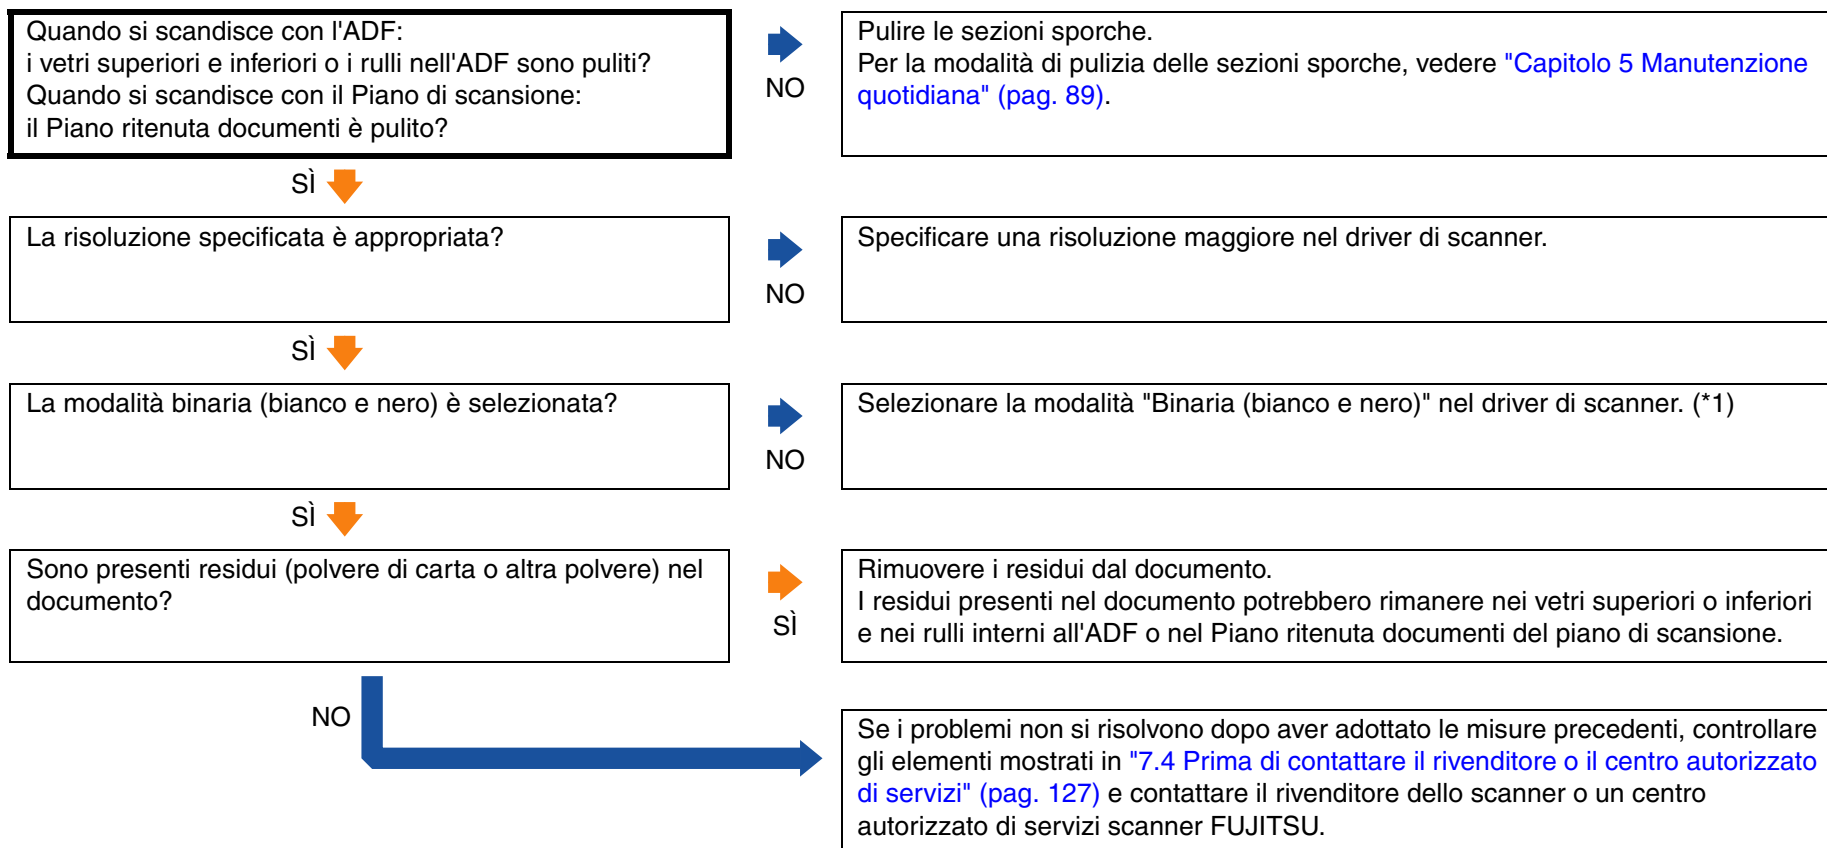 Quando si scandisce con l'ADF:
i vetri superiori e inferiori o i rulli nell'ADF sono puliti?
Quando si scandisce con il Piano di scansione:
il Piano ritenuta documenti è pulito?
NO
Pulire le sezioni sporche.
Per la modalità di pulizia delle sezioni sporche, vedere "Capitolo 5 Manutenzione
quotidiana" (pag. 89).
SÌ
La risoluzione specificata è appropriata?
NO
Specificare una risoluzione maggiore nel driver di scanner.
SÌ
La modalità binaria (bianco e nero) è selezionata?
NO
Selezionare la modalità "Binaria (bianco e nero)" nel driver di scanner. (*1)
SÌ
Sono presenti residui (polvere di carta o altra polvere) nel
documento?
SÌ
Rimuovere i residui dal documento.
I residui presenti nel documento potrebbero rimanere nei vetri superiori o inferiori
e nei rulli interni all'ADF o nel Piano ritenuta documenti del piano di scansione.
NO
Se i problemi non si risolvono dopo aver adottato le misure precedenti, controllare
gli elementi mostrati in "7.4 Prima di contattare il rivenditore o il centro autorizzato
di servizi" (pag. 127) e contattare il rivenditore dello scanner o un centro
autorizzato di servizi scanner FUJITSU.